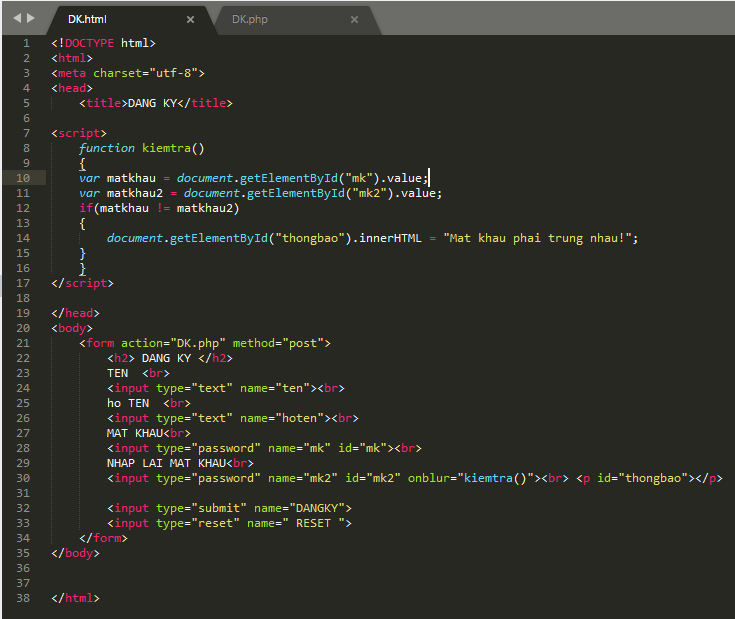 DK.html × DK.php ×
1 <!DOCTYPE html>
2 <html>
3 <meta charset="utf-8">
4 <head>
5 <title>DANG KY</title>
6
7 <script>
8 function kiemtra()
9 {
10 var matkhau = document.getElementById("mk").value;
11 var matkhau2 = document.getElementById("mk2").value;
12 if(matkhau != matkhau2)
13 {
14 document.getElementById("thongbao").innerHTML = "Mat khau phai trung nhau!";
15 }
16 }
17 </script>
18
19 </head>
20 <body>
21 <form action="DK.php" method="post">
22 <h2> DANG KY </h2>
23 TEN <br>
24 <input type="text" name="ten"><br>
25 ho TEN <br>
26 <input type="text" name="hoten"><br>
27 MAT KHAU<br>
28 <input type="password" name="mk" id="mk"><br>
29 NHAP LAI MAT KHAU<br>
30 <input type="password" name="mk2" id="mk2" onblur="kiemtra()"><br> <p id="thongbao"></p>
31
32 <input type="submit" name="DANGKY">
33 <input type="reset" name=" RESET ">
34 </form>
35 </body>
36
37
38 </html>